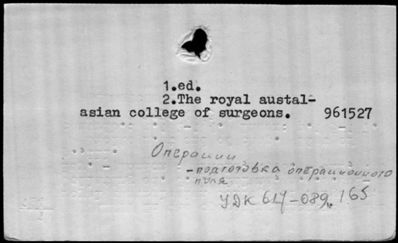 1.ed.
2.The royal austal-
asian college of surgeons. 961527
Операции
-подготовка операционного
поля
УДК 617-089.165